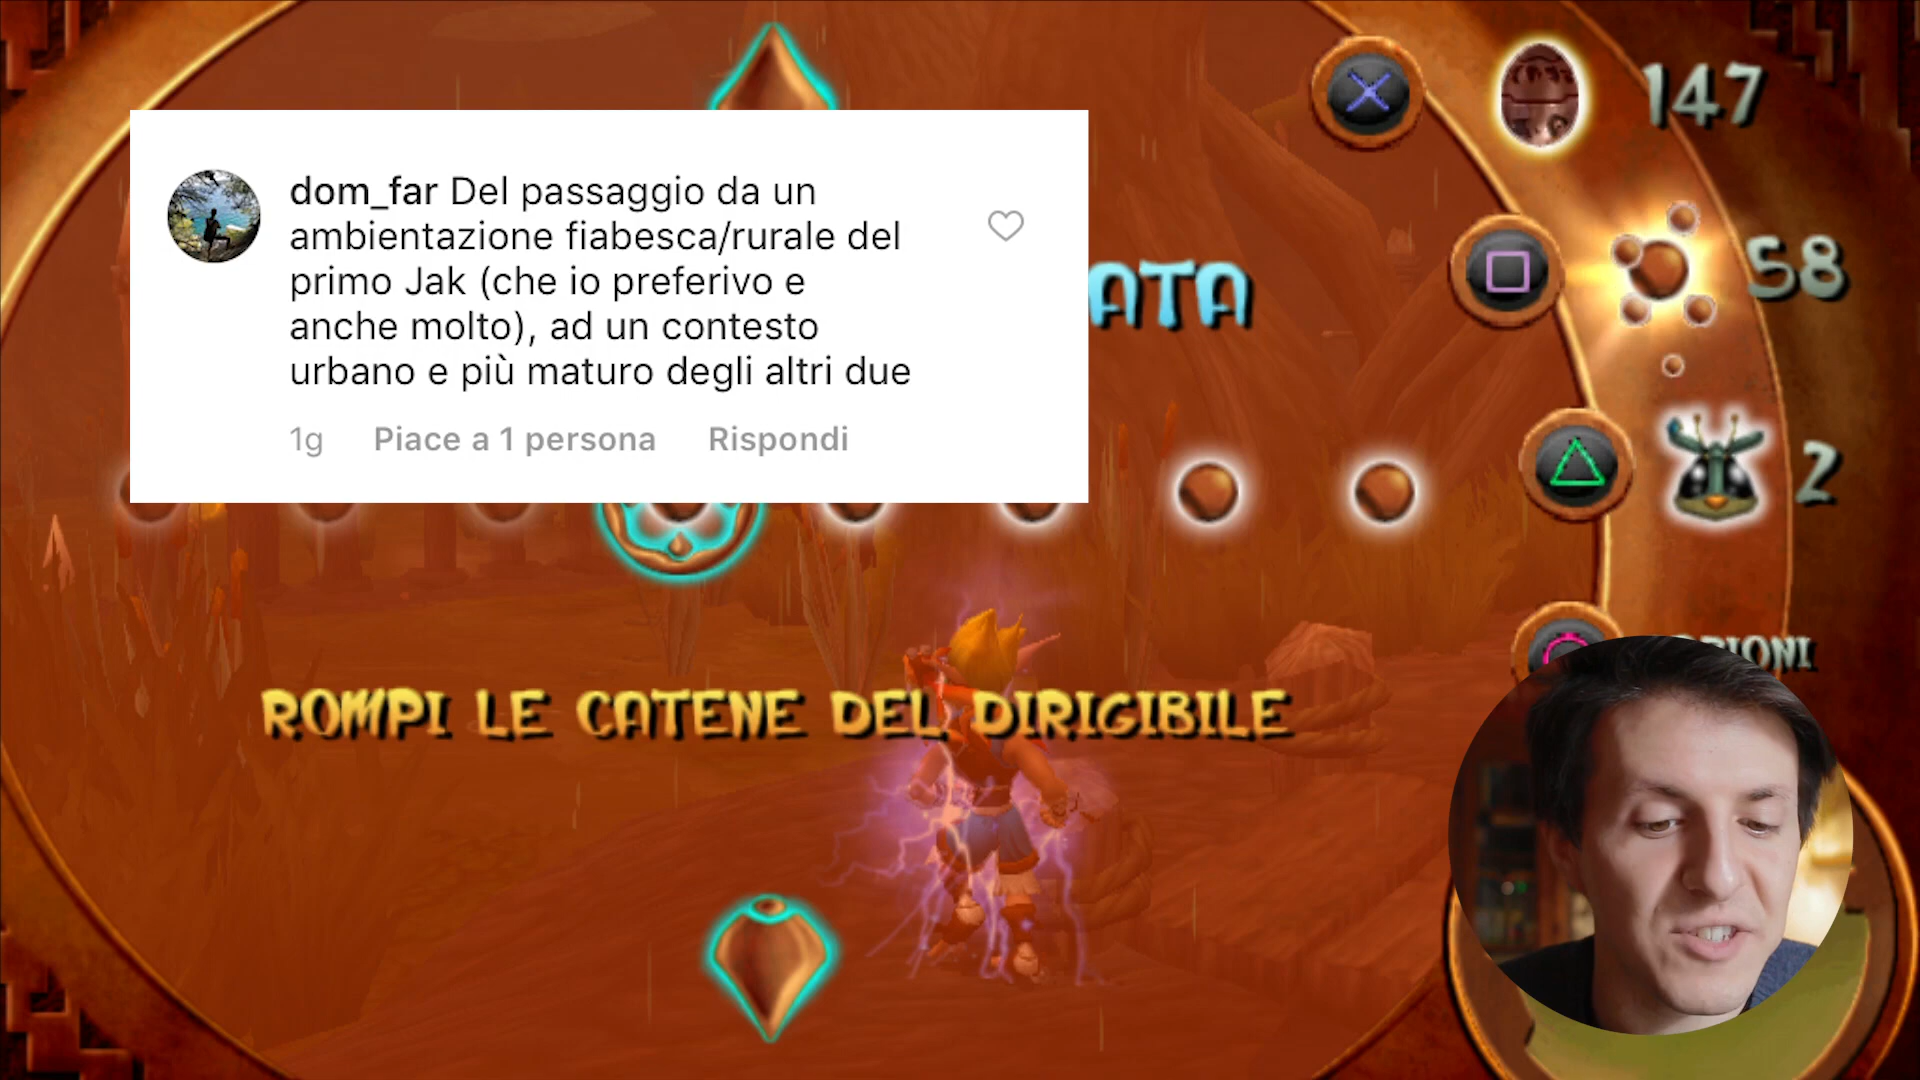 147
dom_far Del passaggio da un
ambientazione fiabesca/rurale del
primo Jak (che io preferivo e
anche molto), ad un contesto
urbano e più maturo degli altri due
1g Piace a 1 persona Rispondi
ATA
58
2
ROMPI LE CATENE DEL DIRIGIBILE